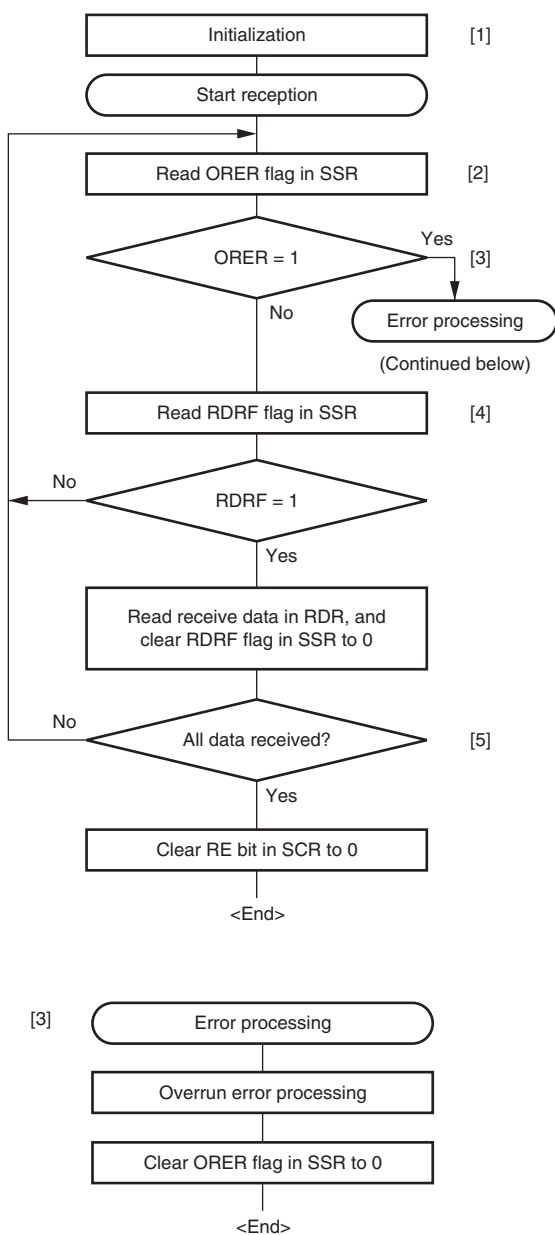 Initialization
[1]
Start reception
Read ORER flag in SSR
[2]
ORER = 1
Yes
[3]
No
Error processing
(Continued below)
Read RDRF flag in SSR
[4]
No
RDRF = 1
Yes
Read receive data in RDR, and
clear RDRF flag in SSR to 0
No
All data received?
[5]
Yes
Clear RE bit in SCR to 0
<End>
[3]
Error processing
Overrun error processing
Clear ORER flag in SSR to 0
<End>